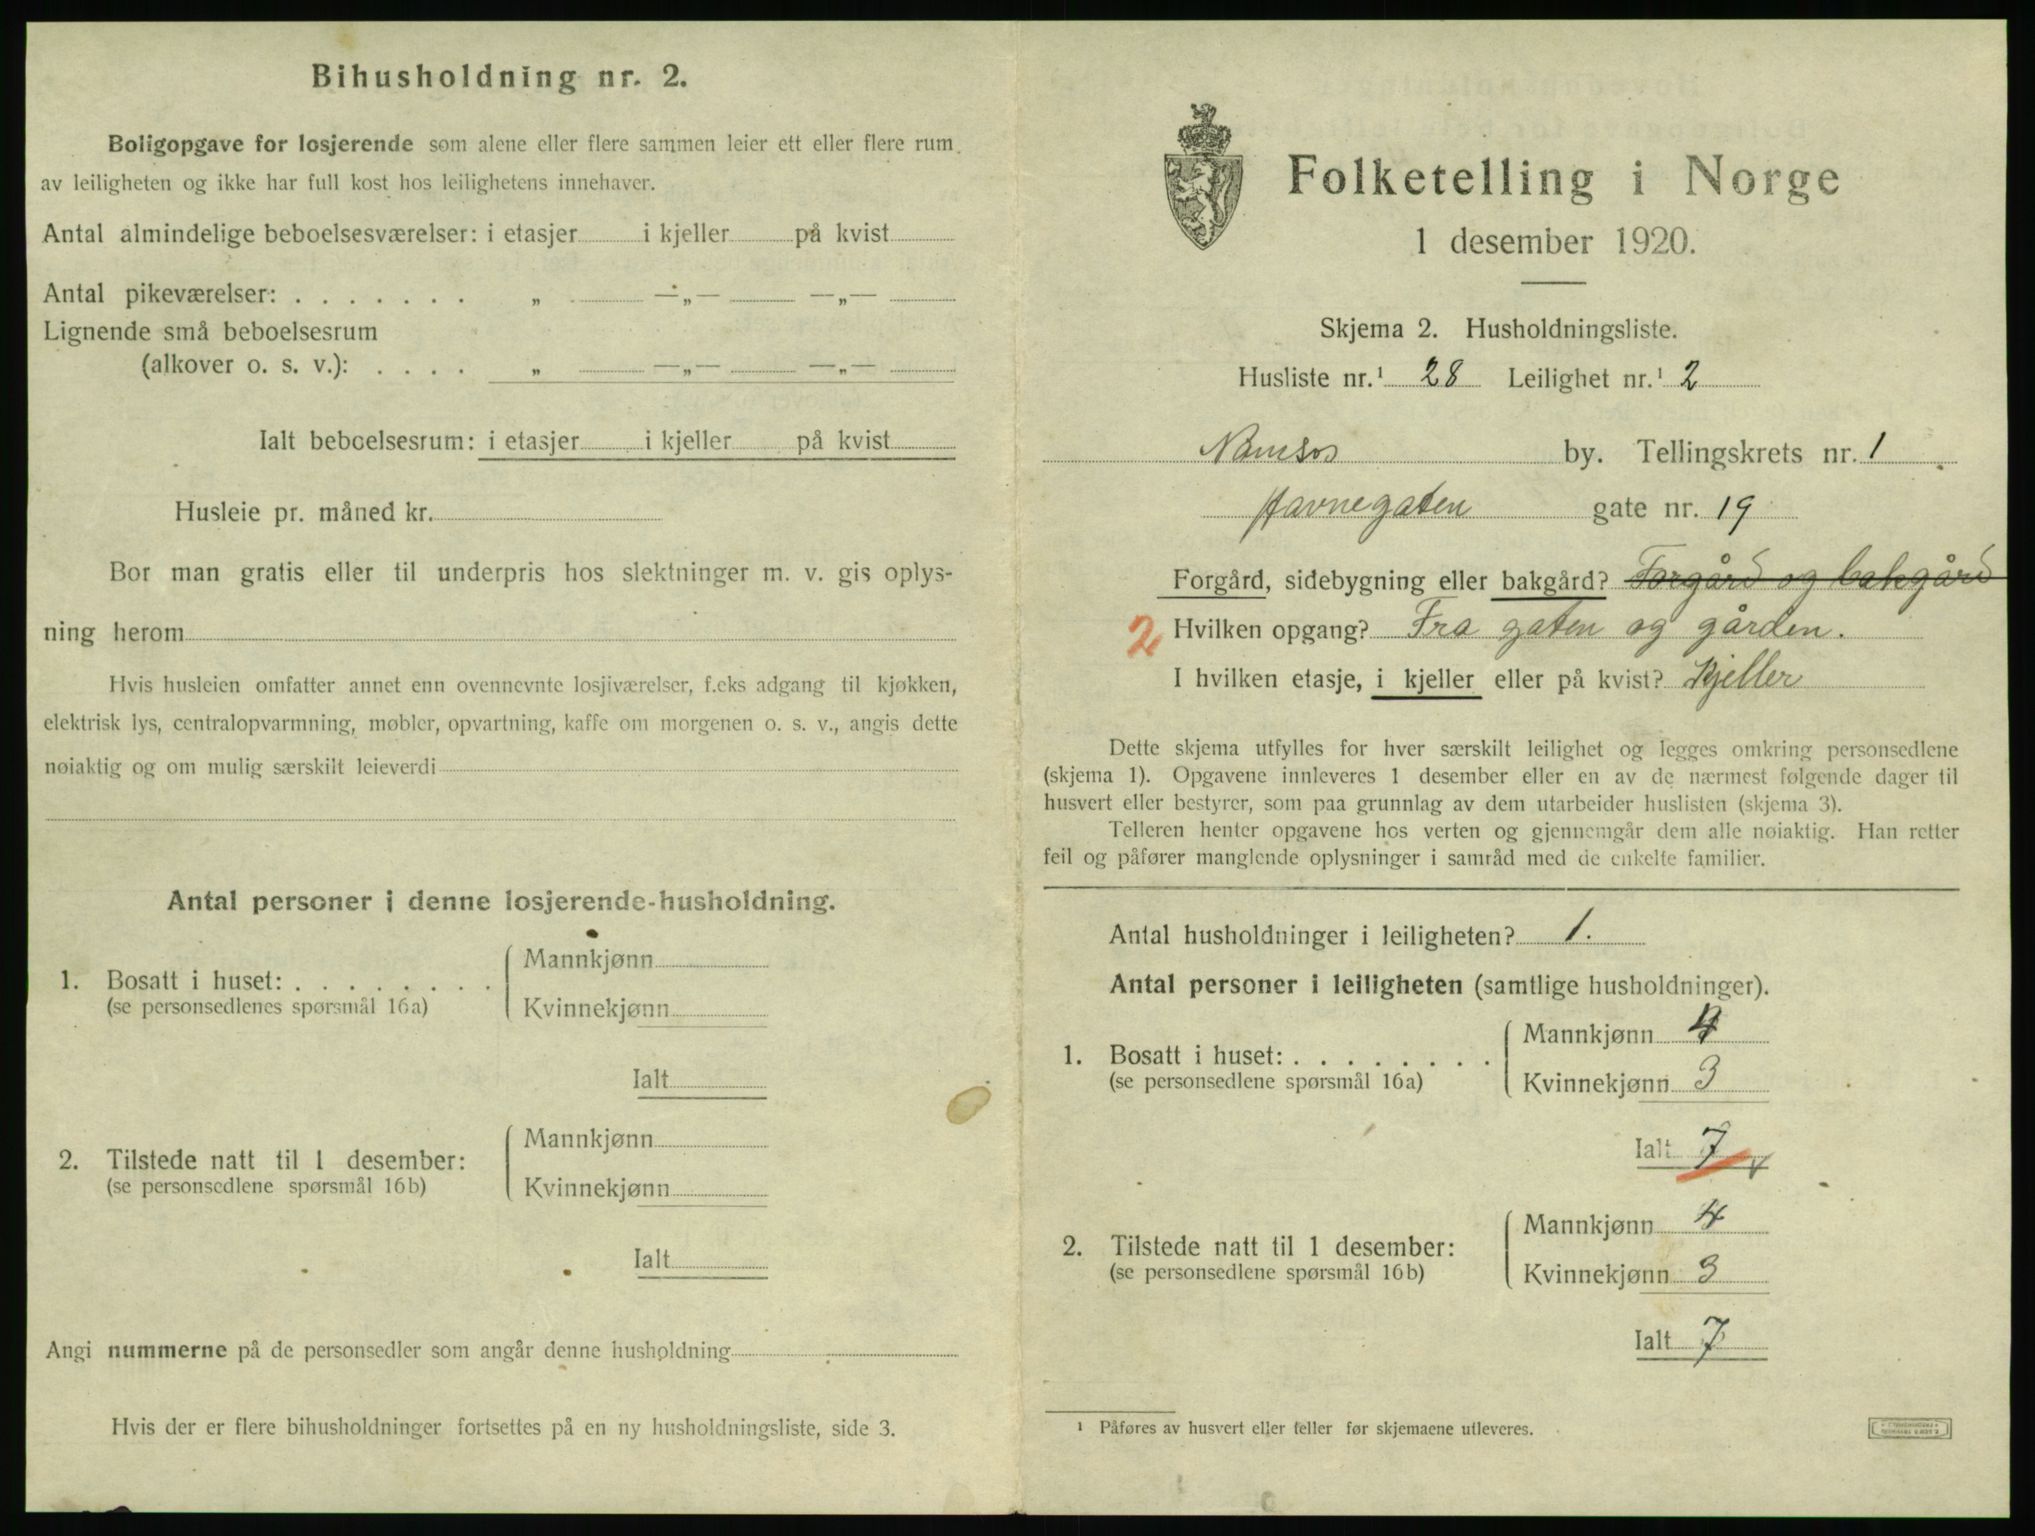 Bihusholdning nr. 2.
Boligopgave for losjerende som alene eller flere sammen leier ett eller flere rum
av leiligheten og ikke har full kost hos leilighetens innehaver.
Antal almindelige beboelsesværelser: i etasjer i kjeller på kvist
Antal pikeværelser: . . . . . . . „ —„— —„—
Lignende små beboelsesrum
(alkover o. s. v.): . . . . „ —„— —„—
Ialt beboelsesrum: i etasjer i kjeller på kvist
Husleie pr. måned kr.
Bor man gratis eller til underpris hos slektninger m. v. gis oplys-
ning herom
Hvis husleien omfatter annet enn ovennevnte losjiværelser, f.eks adgang til kjøkken,
elektrisk lys, centralopvarmning, møbler, opvartning, kaffe om morgenen o. s. v., angis dette
nøiaktig og om mulig særskilt leieverdi
Antal personer i denne losjerende-husholdning.
1. Bosatt i huset: . . . . . . . . Mannkjønn
(se personsedlenes spørsmål 16a) Kvinnekjønn
Ialt
2. Tilstede natt til 1 desember: Mannkjønn
(se personsedlene spørsmål 16b) Kvinnekjønn
Ialt
Angi nummerne på de personsedler som angår denne husholdning
Hvis der er flere bihusholdninger fortsettes på en ny husholdningsliste, side 3.
Folketelling i Norge
1 desember 1920.
Skjema 2. Husholdningsliste.
Husliste nr.¹ 28 Leilighet nr.¹ 2
Namsos by. Tellingskrets nr. 1
Havnegaten gate nr. 19
Forgård, sidebygning eller bakgård? Forgård og bakgård
2 Hvilken opgang? Fra gaten og gården.
I hvilken etasje, i kjeller eller på kvist? Kjeller
Dette skjema utfylles for hver særskilt leilighet og legges omkring personsedlene
(skjema 1). Opgavene innleveres 1 desember eller en av de nærmest følgende dager til
husvert eller bestyrer, som paa grunnlag av dem utarbeider huslisten (skjema 3).
Telleren henter opgavene hos verten og gjennemgår dem alle nøiaktig. Han retter
feil og påfører manglende oplysninger i samråd med de enkelte familier.
Antal husholdninger i leiligheten? 1.
Antal personer i leiligheten (samtlige husholdninger).
1. Bosatt i huset: . . . . . . . . Mannkjønn 4
(se personsedlene spørsmål 16a) Kvinnekjønn 3
Ialt 7
2. Tilstede natt til 1 desember: Mannkjønn 4
(se personsedlene spørsmål 16b) Kvinnekjønn 3
Ialt 7
¹ Påføres av husvert eller teller før skjemaene utleveres.